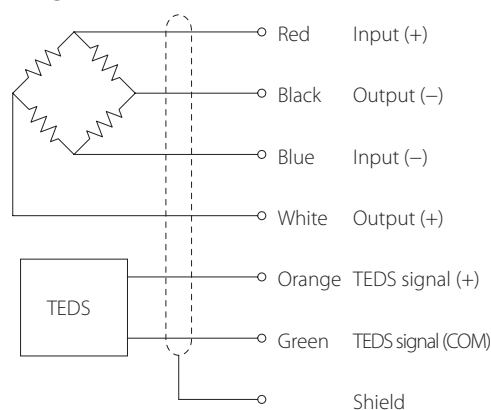 Red Input (+)
Black Output (−)
Blue Input (−)
White Output (+)
Orange TEDS signal (+)
TEDS
Green TEDS signal (COM)
Shield